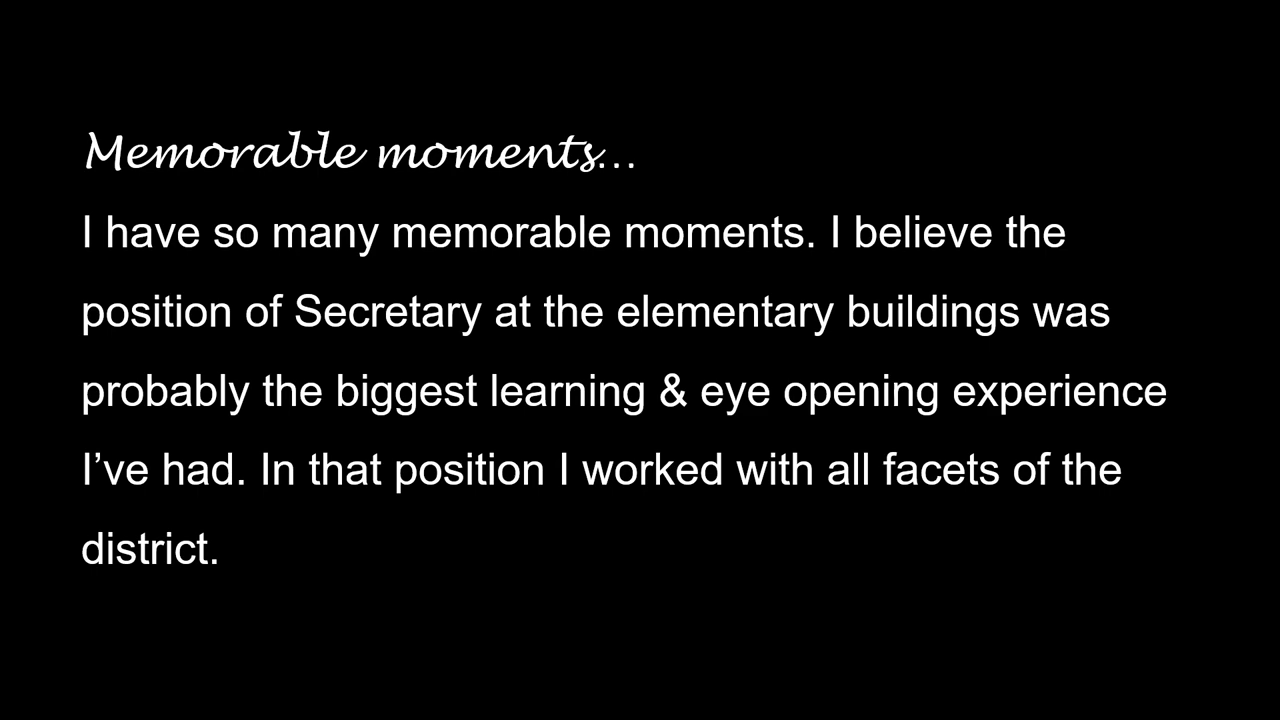 Memorable moments…
I have so many memorable moments. I believe the
position of Secretary at the elementary buildings was
probably the biggest learning & eye opening experience
I’ve had. In that position I worked with all facets of the
district.